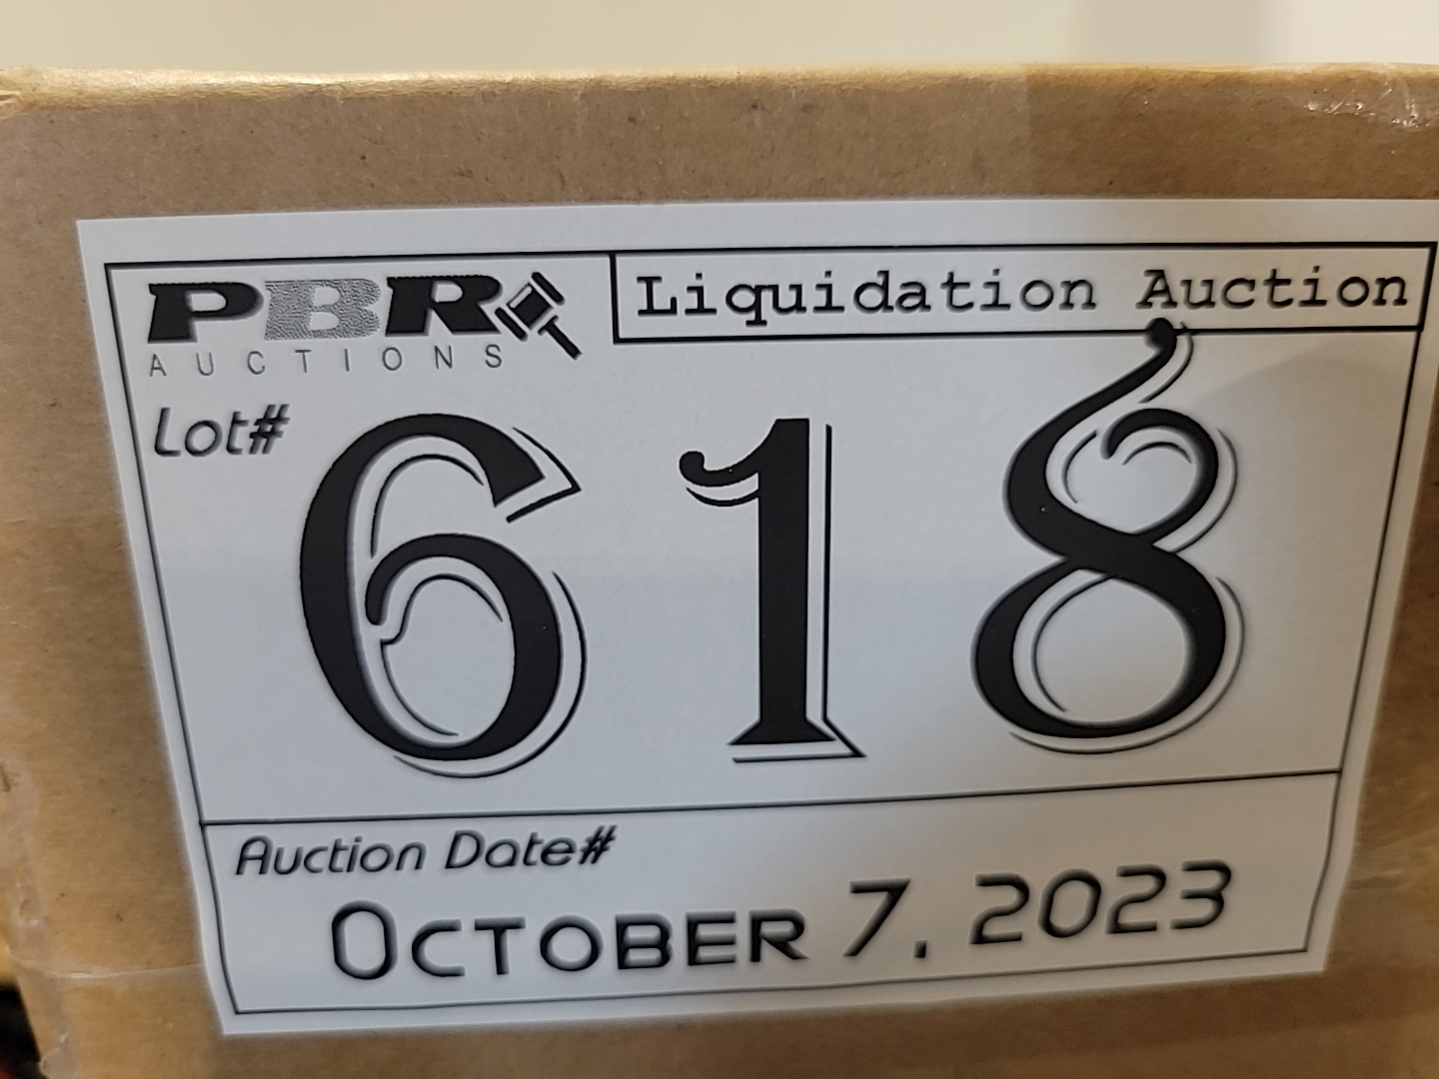 PBR
AUCTIONS
Liquidation Auction
Lot#
618
Auction Date#
OCTOBER 7, 2023